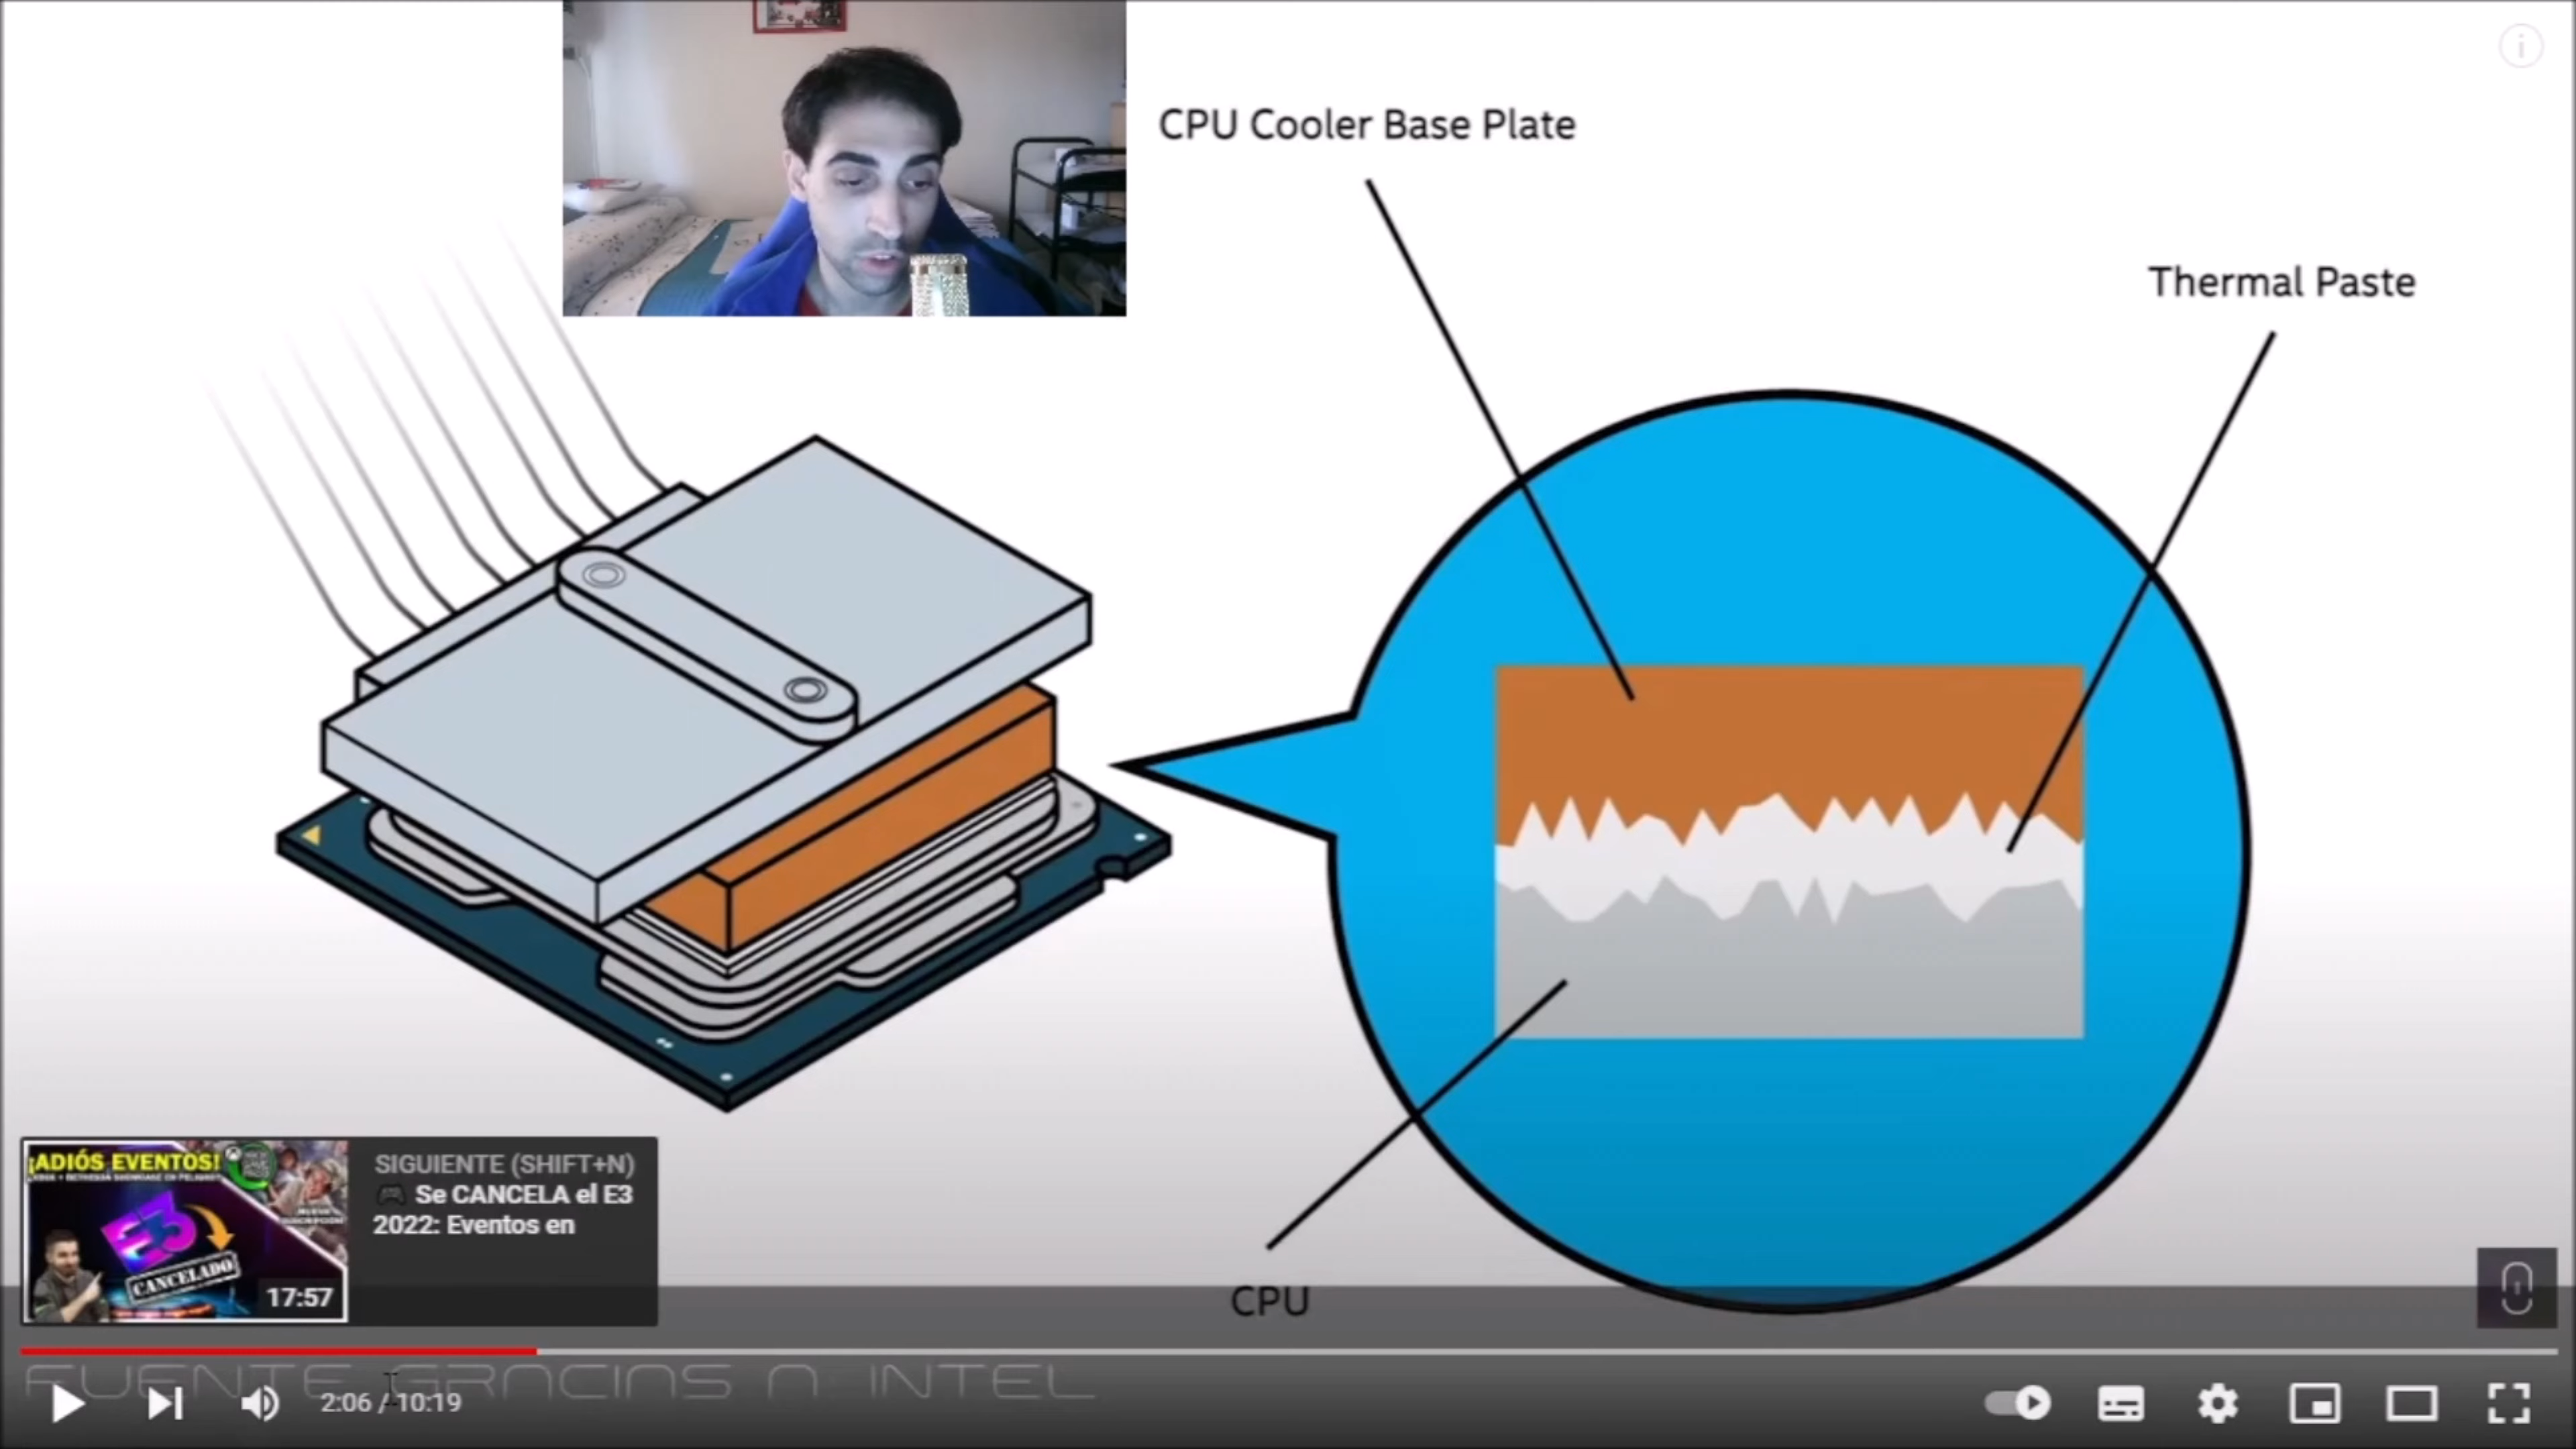 CPU Cooler Base Plate
Thermal Paste
CPU
¡ADIÓS EVENTOS!
E3
CANCELADO
17:57
SIGUIENTE (SHIFT+N)
Se CANCELA el E3
2022: Eventos en
FUENTE GRACIAS A INTEL
2:06 / 10:19